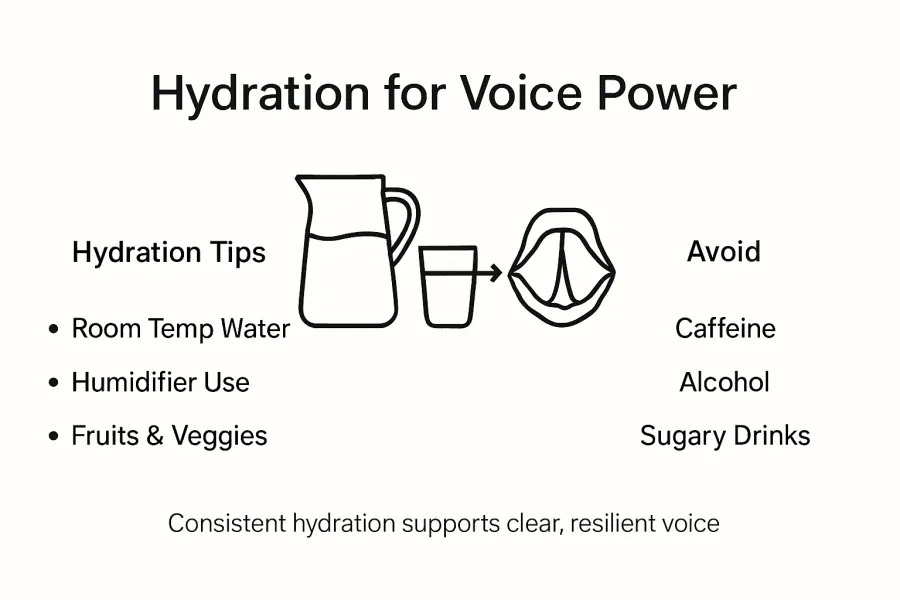 Hydration for Voice Power
Hydration Tips
• Room Temp Water
• Humidifier Use
• Fruits & Veggies
Avoid
Caffeine
Alcohol
Sugary Drinks
Consistent hydration supports clear, resilient voice